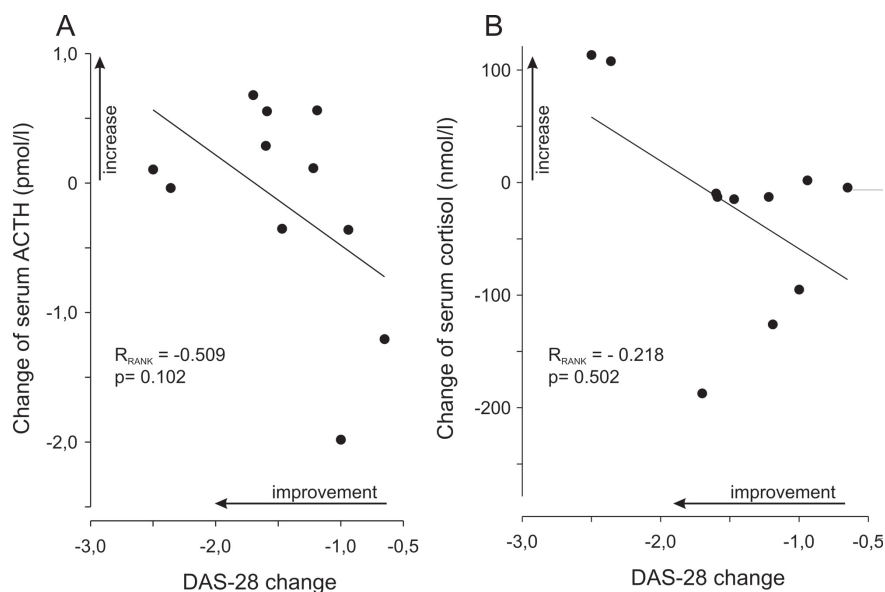 A
1,0
0
-1,0
-2,0
Change of serum ACTH (pmol/l)
increase
R_RANK = -0.509
p= 0.102
improvement
-3,0 -2,0 -1,0 -0,5
DAS-28 change
B
100
0
-100
-200
Change of serum cortisol (nmol/l)
increase
R_RANK = - 0.218
p= 0.502
improvement
-3,0 -2,0 -1,0 -0,5
DAS-28 change